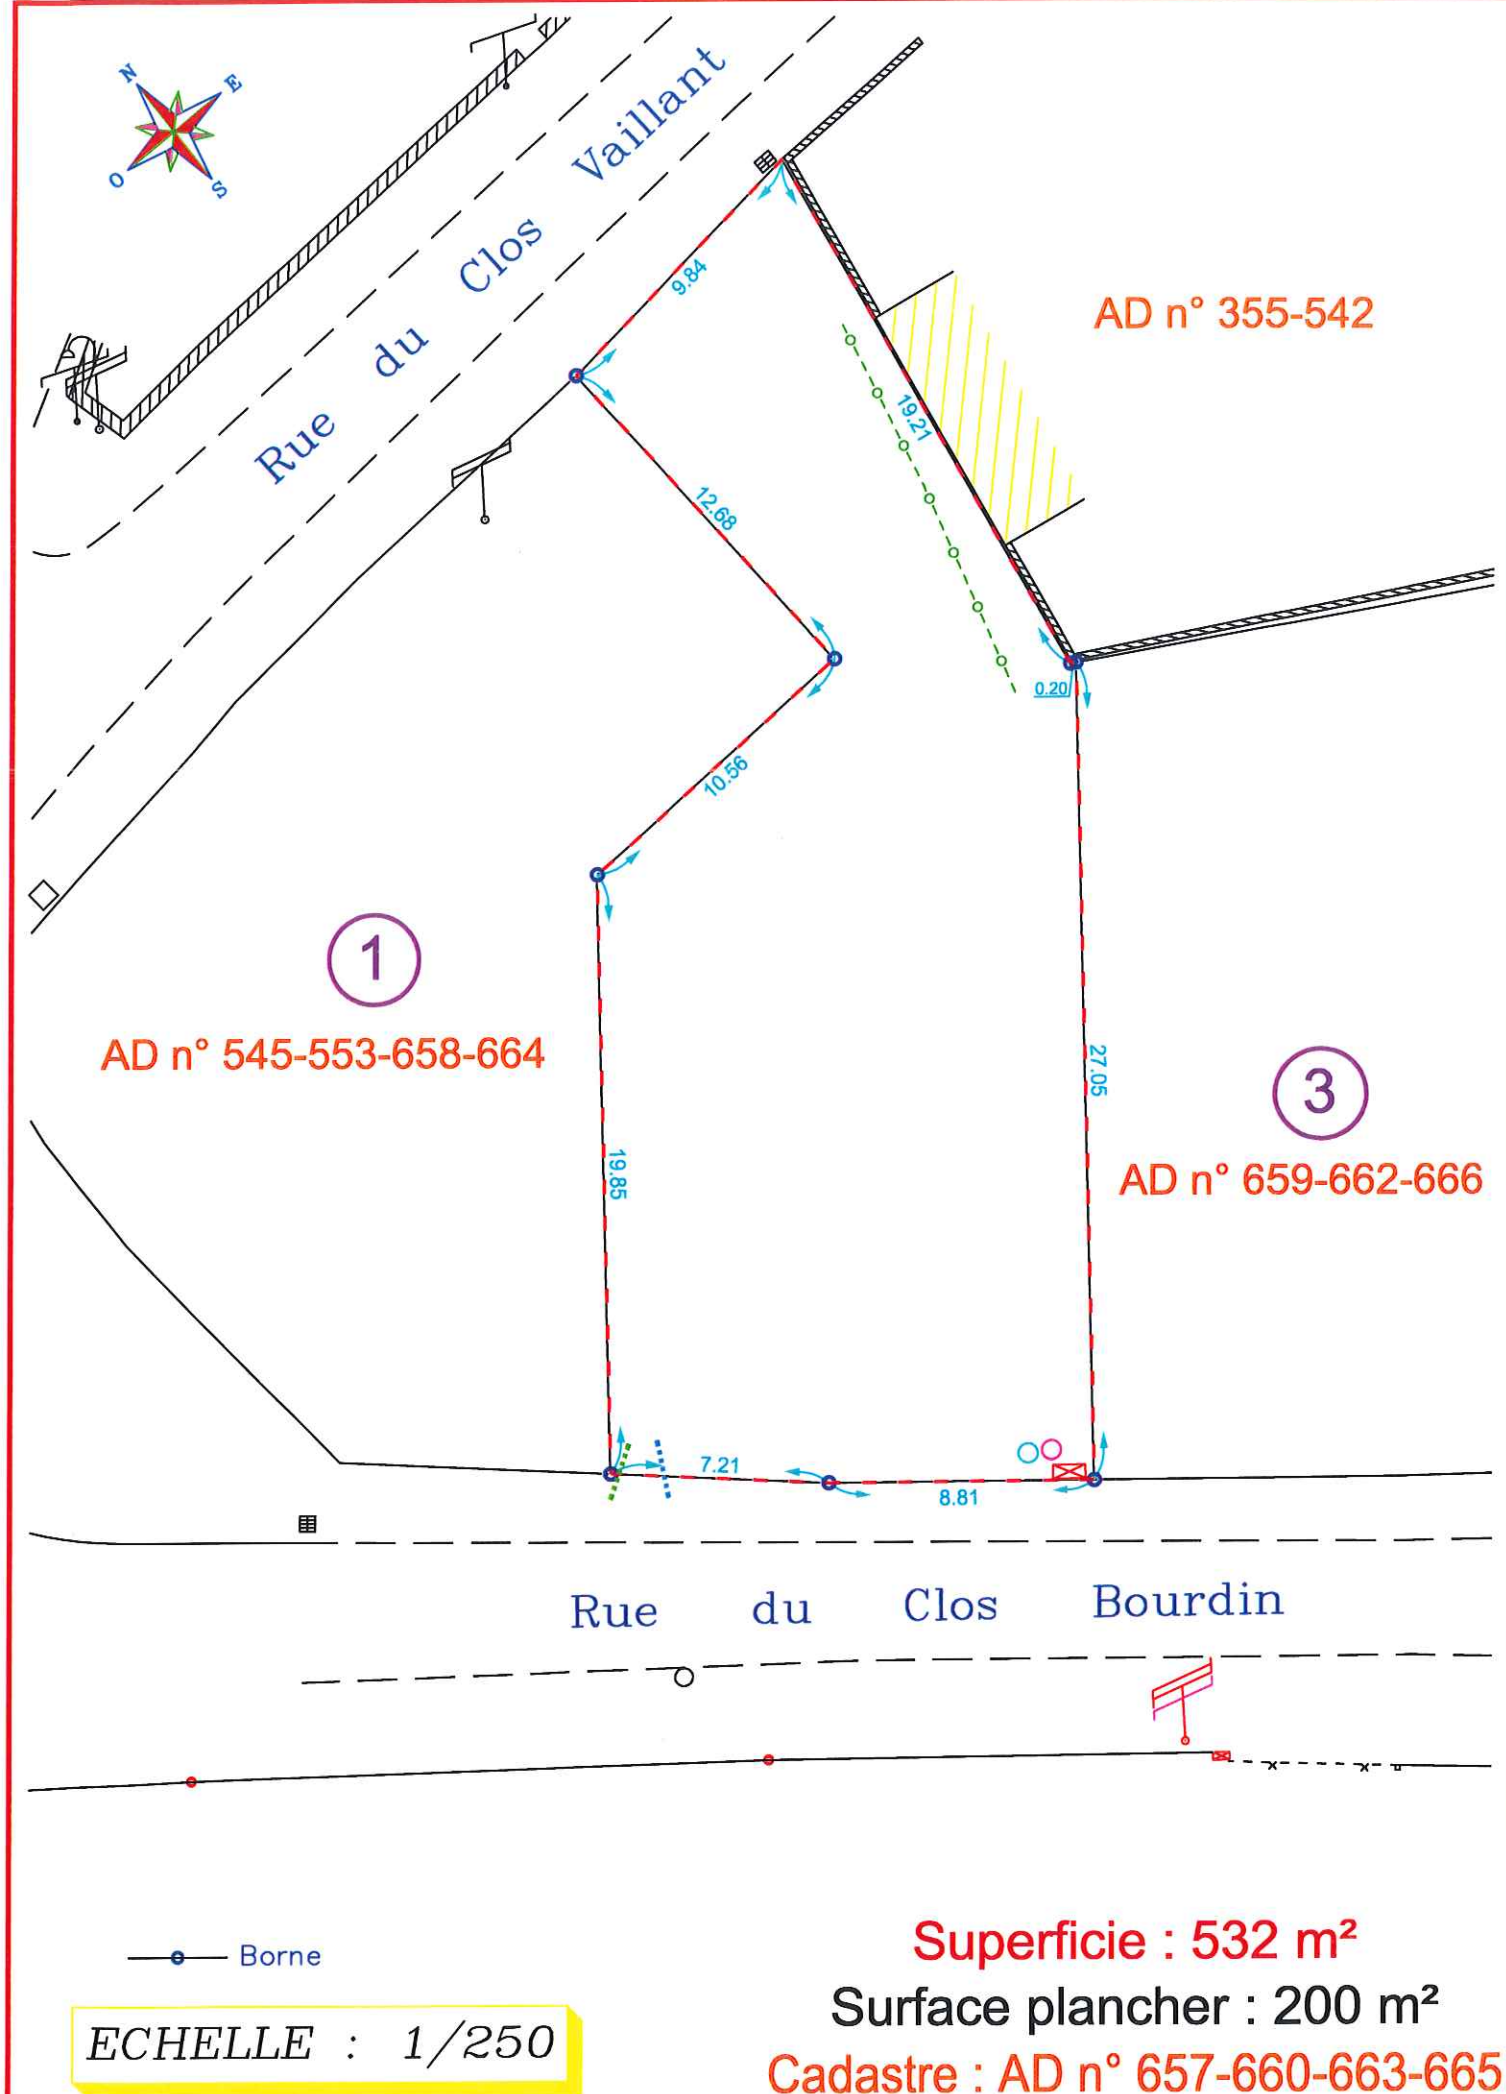 N
E
O
S
Rue du Clos Vaillant
9.84
AD n° 355-542
19.21
12.68
0.20
10.56
1
AD n° 545-553-658-664
27.05
3
AD n° 659-662-666
19.85
7.21
8.81
Rue du Clos Bourdin
Borne
ECHELLE : 1/250
Superficie : 532 m²
Surface plancher : 200 m²
Cadastre : AD n° 657-660-663-665